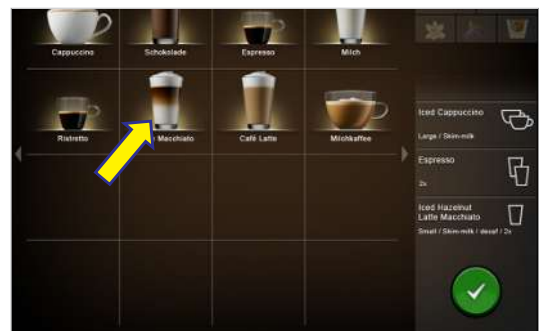 Cappuccino Schokolade Espresso Milch
Ristretto Macchiato Café Latte Milchkaffee
Iced Cappuccino
Large / Skim-milk
Espresso
2x
Iced Hazelnut
Latte Macchiato
Small / Skim-milk / decaf / 2x